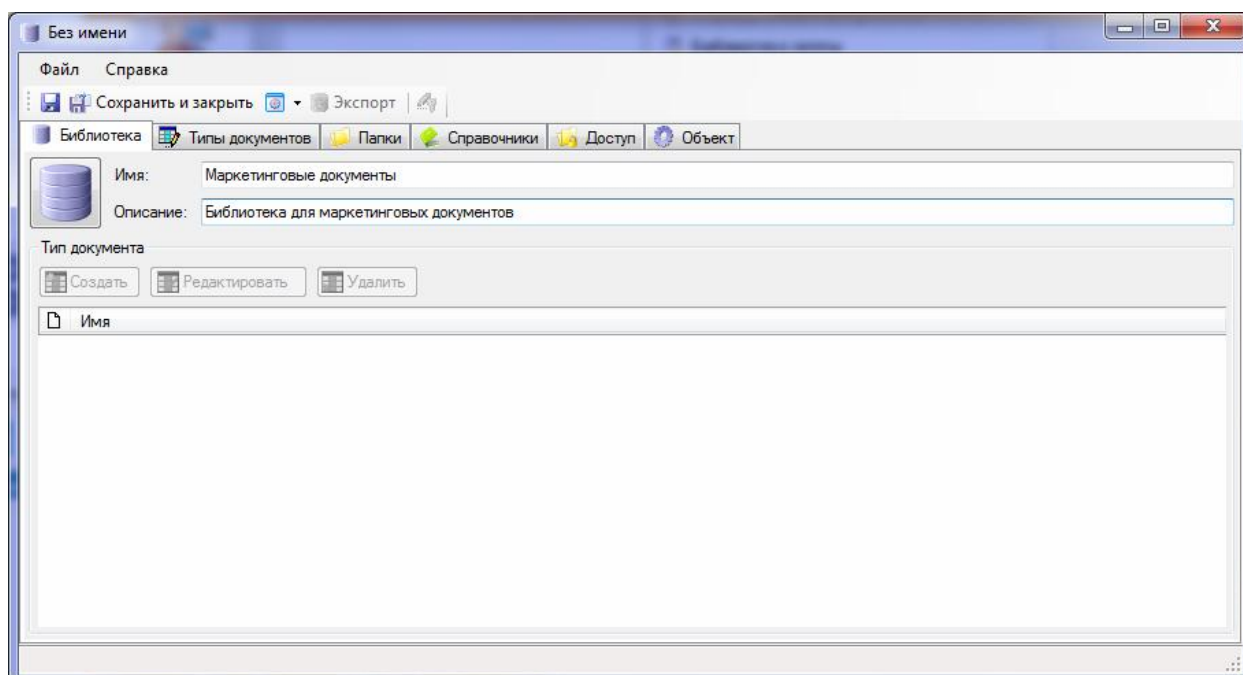 Без имени
Файл Справка
Сохранить и закрыть Экспорт
Библиотека Типы документов Папки Справочники Доступ Объект
Имя: Маркетинговые документы
Описание: Библиотека для маркетинговых документов
Тип документа
Создать Редактировать Удалить
Имя